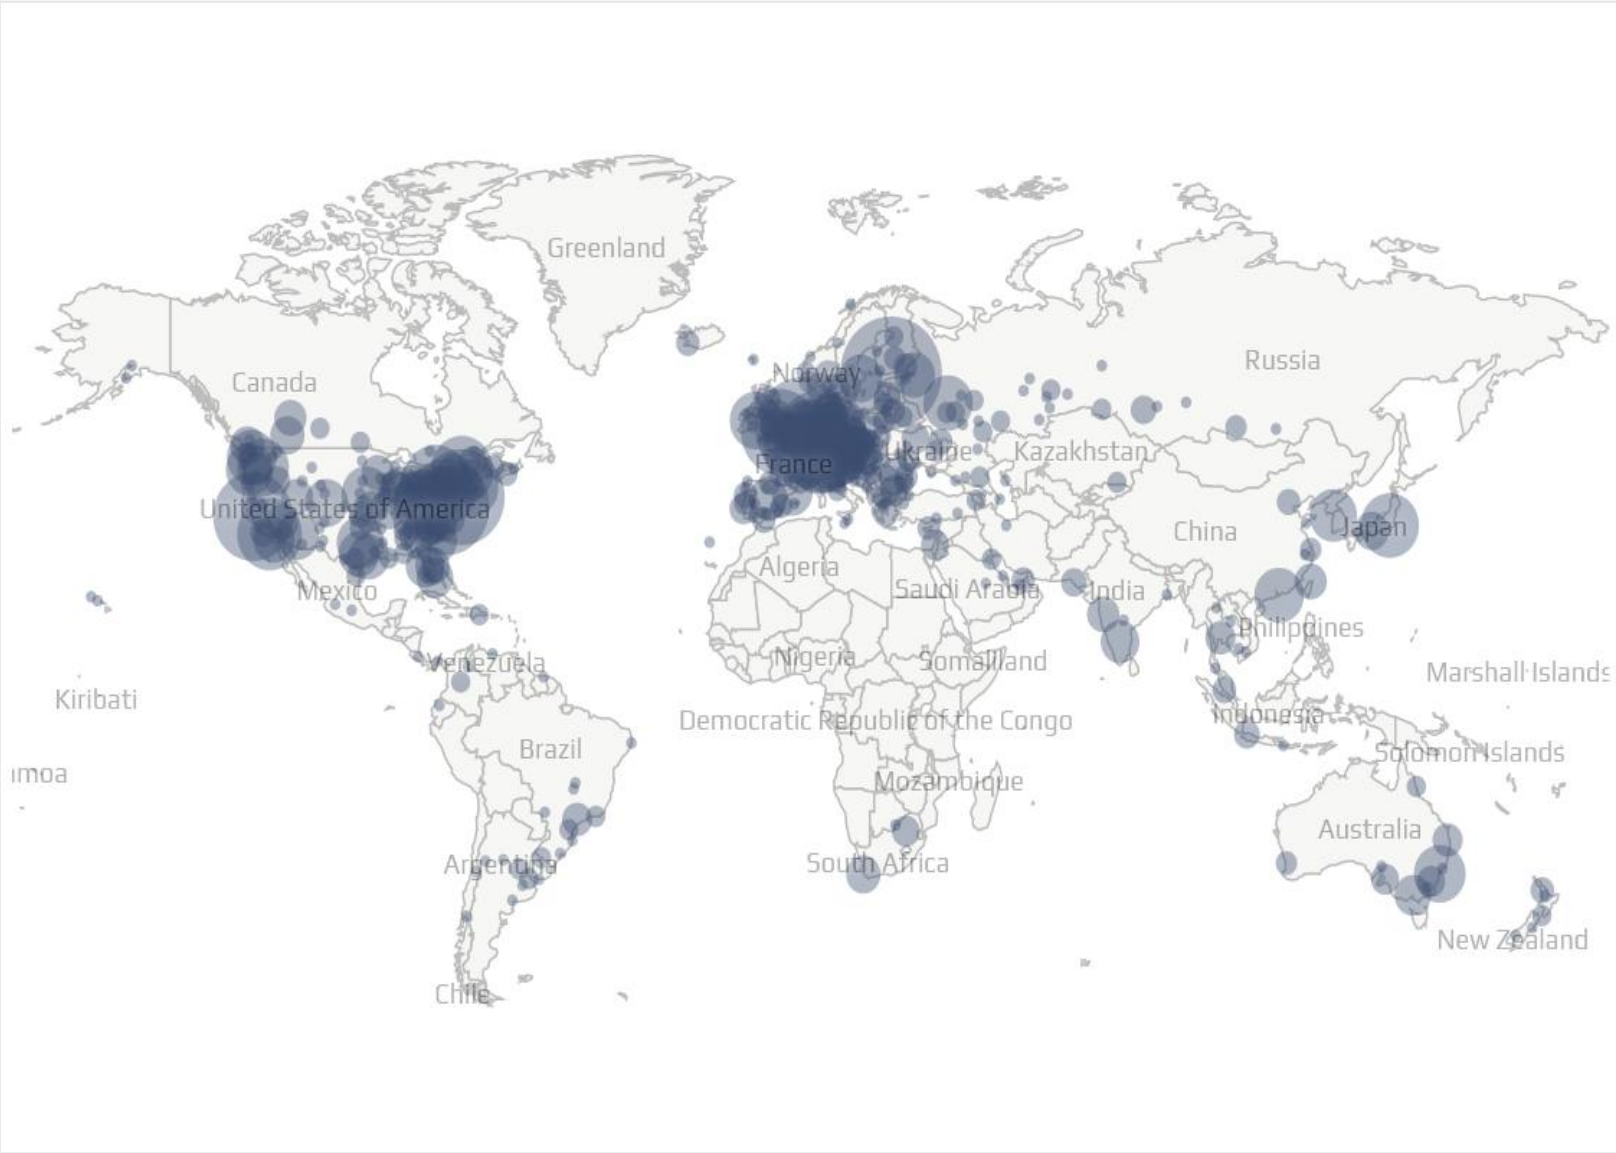 Greenland
Russia
Norway
Canada
Ukraine
Kazakhstan
France
United States of America
Japan
China
Algeria
Mexico
Saudi Arabia
India
Philippines
Venezuela
Nigeria
Somaliland
Marshall Islands
Kiribati
Indonesia
Democratic Republic of the Congo
Brazil
Solomon Islands
moa
Mozambique
Australia
Argentina
South Africa
New Zealand
Chile